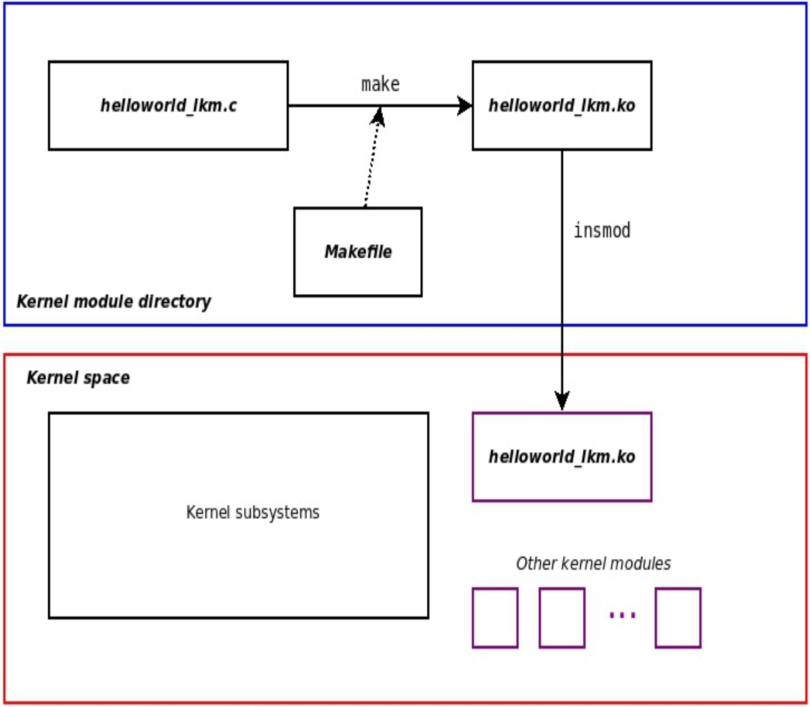 make
helloworld_lkm.c
helloworld_lkm.ko
insmod
Makefile
Kernel module directory
Kernel space
helloworld_lkm.ko
Kernel subsystems
Other kernel modules
...